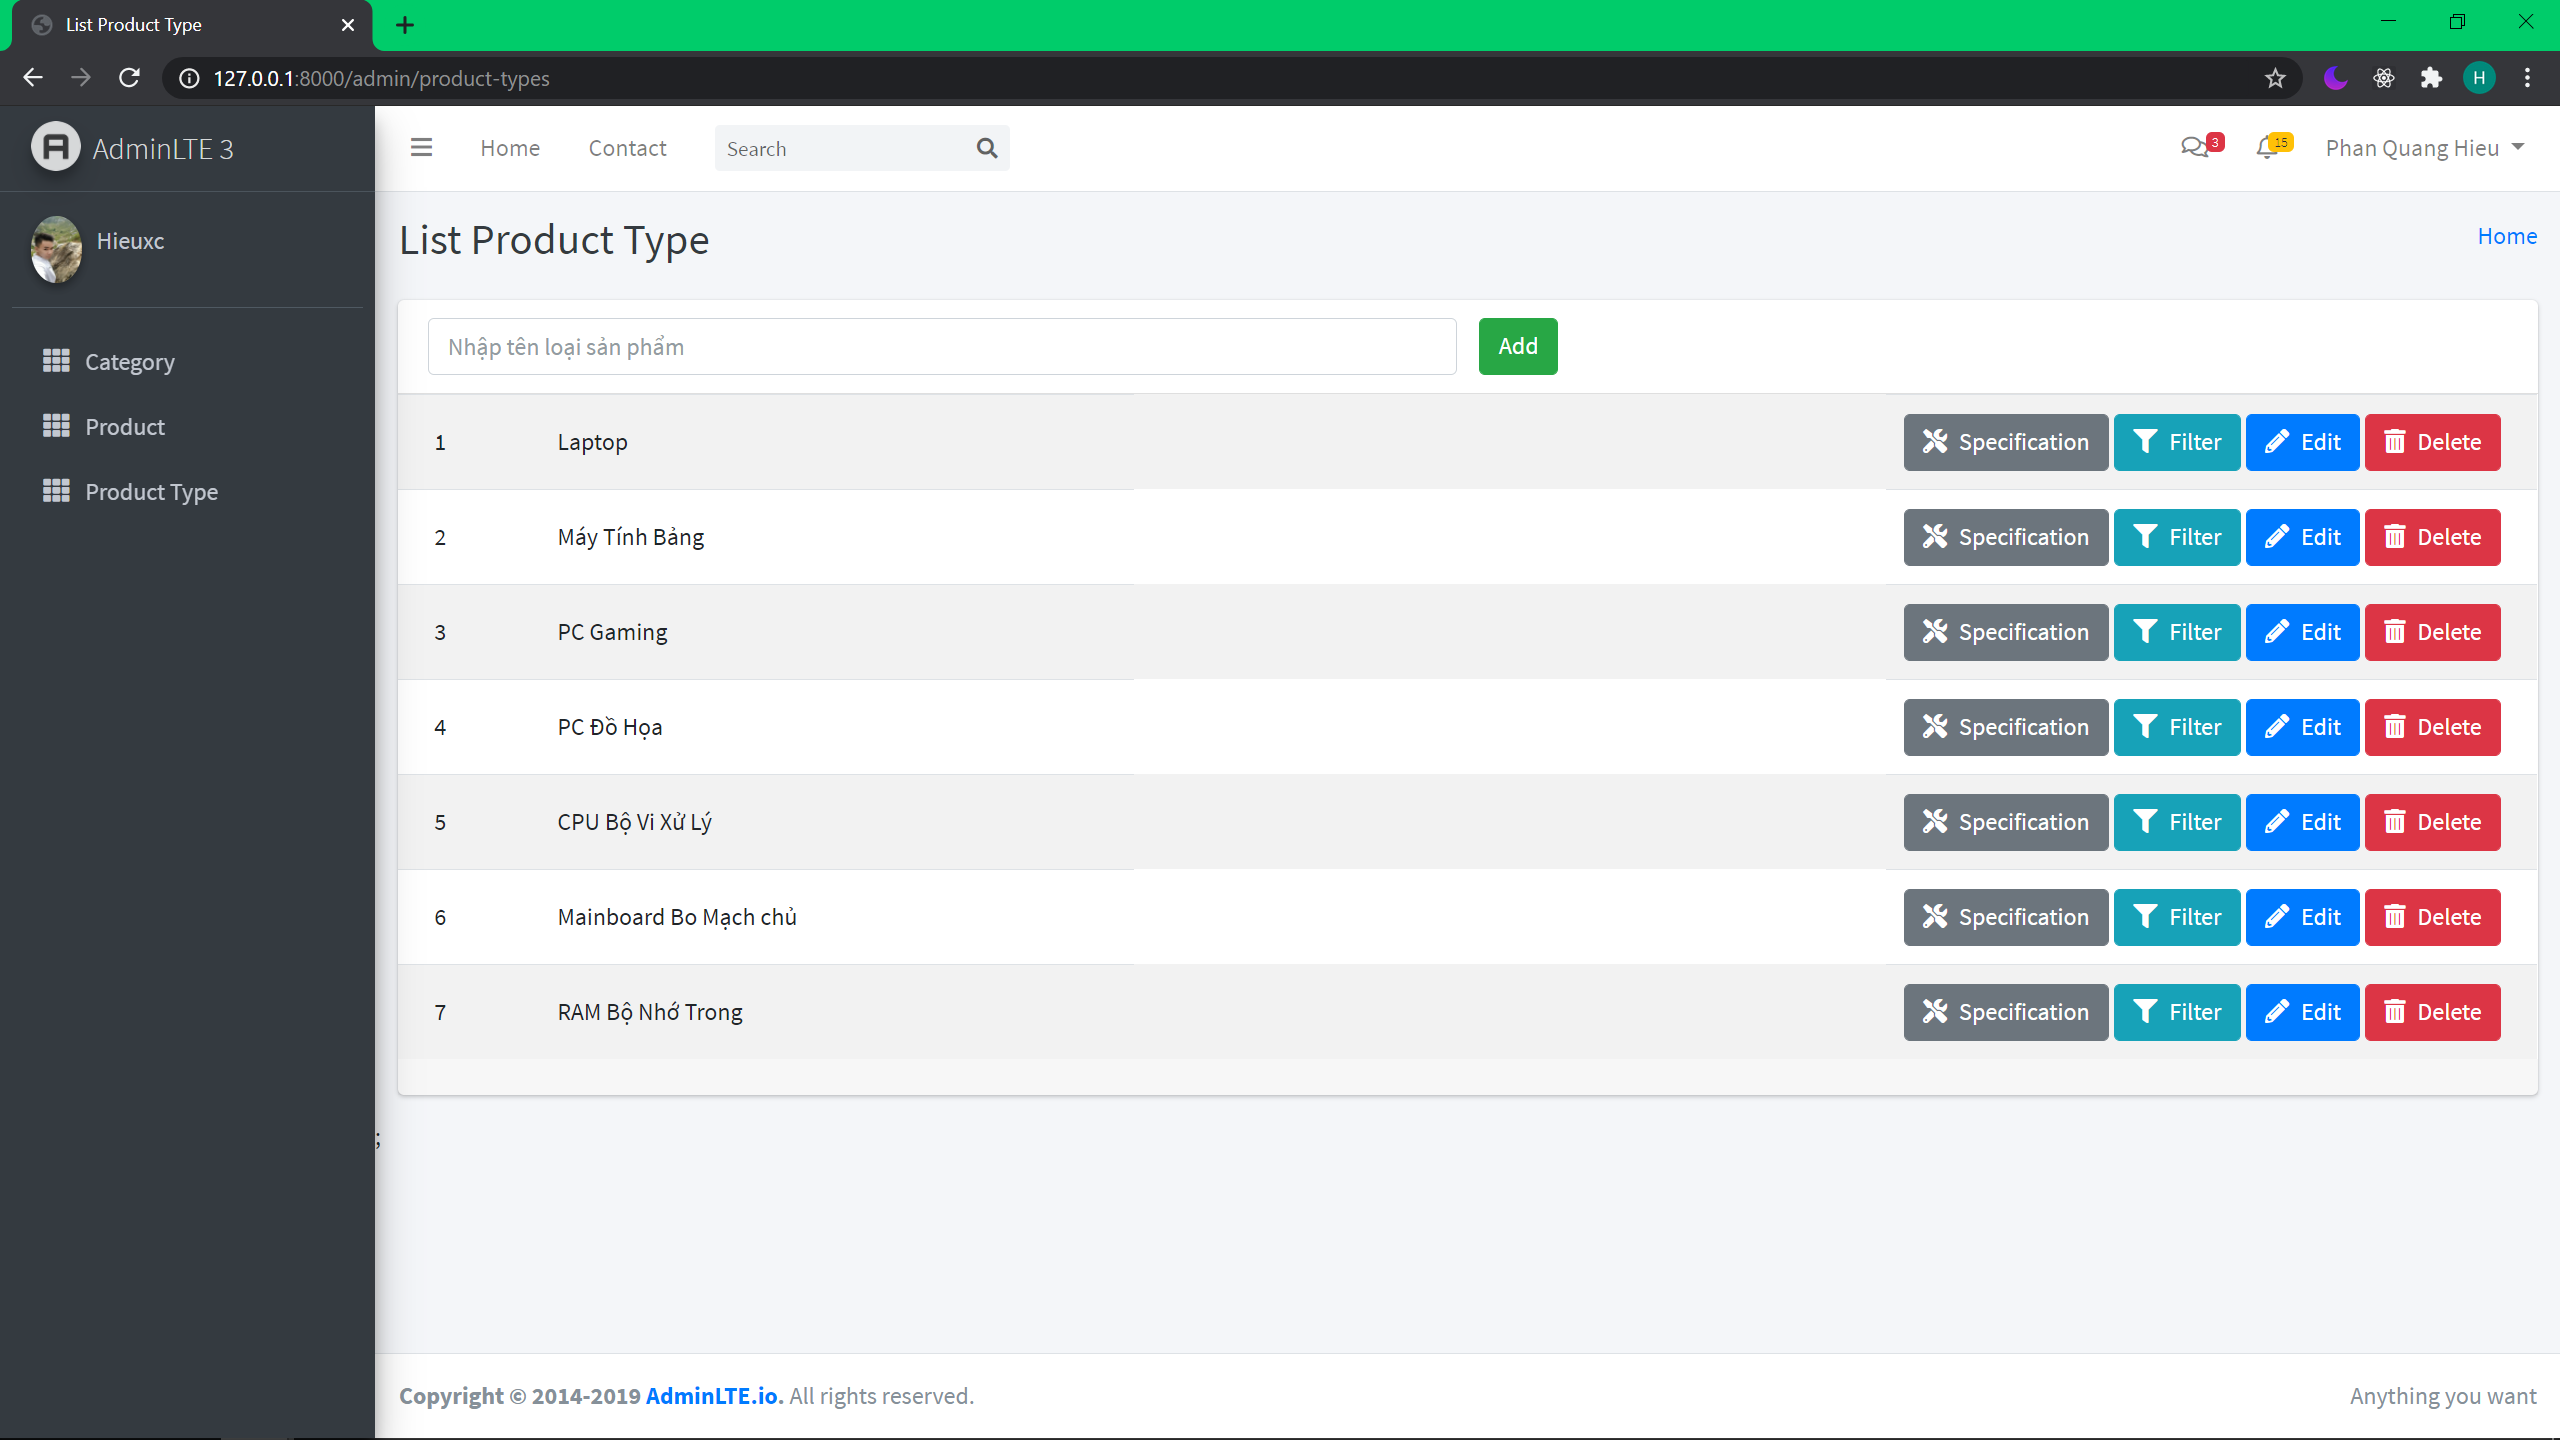 List Product Type
127.0.0.1:8000/admin/product-types
H
AdminLTE 3
Home
Contact
Search
3
15
Phan Quang Hieu
Hieuxc
Category
Product
Product Type
List Product Type
Home
Nhập tên loại sản phẩm
Add
1 Laptop Specification Filter Edit Delete
2 Máy Tính Bảng Specification Filter Edit Delete
3 PC Gaming Specification Filter Edit Delete
4 PC Đồ Họa Specification Filter Edit Delete
5 CPU Bộ Vi Xử Lý Specification Filter Edit Delete
6 Mainboard Bo Mạch chủ Specification Filter Edit Delete
7 RAM Bộ Nhớ Trong Specification Filter Edit Delete
;
Copyright © 2014-2019 AdminLTE.io. All rights reserved.
Anything you want